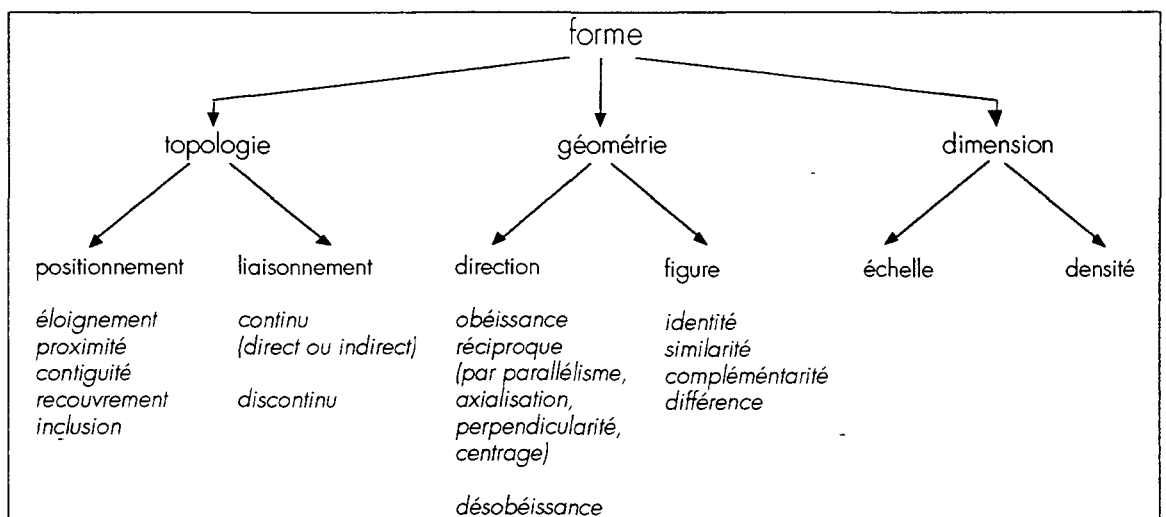 forme
topologie géométrie dimension
positionnement liaisonnement direction figure échelle densité
éloignement
proximité
contiguité
recouvrement
inclusion
continu
(direct ou indirect)
discontinu
obéissance
réciproque
(par parallélisme,
axialisation,
perpendicularité,
centrage)
désobéissance
identité
similarité
compléméntarité
différence